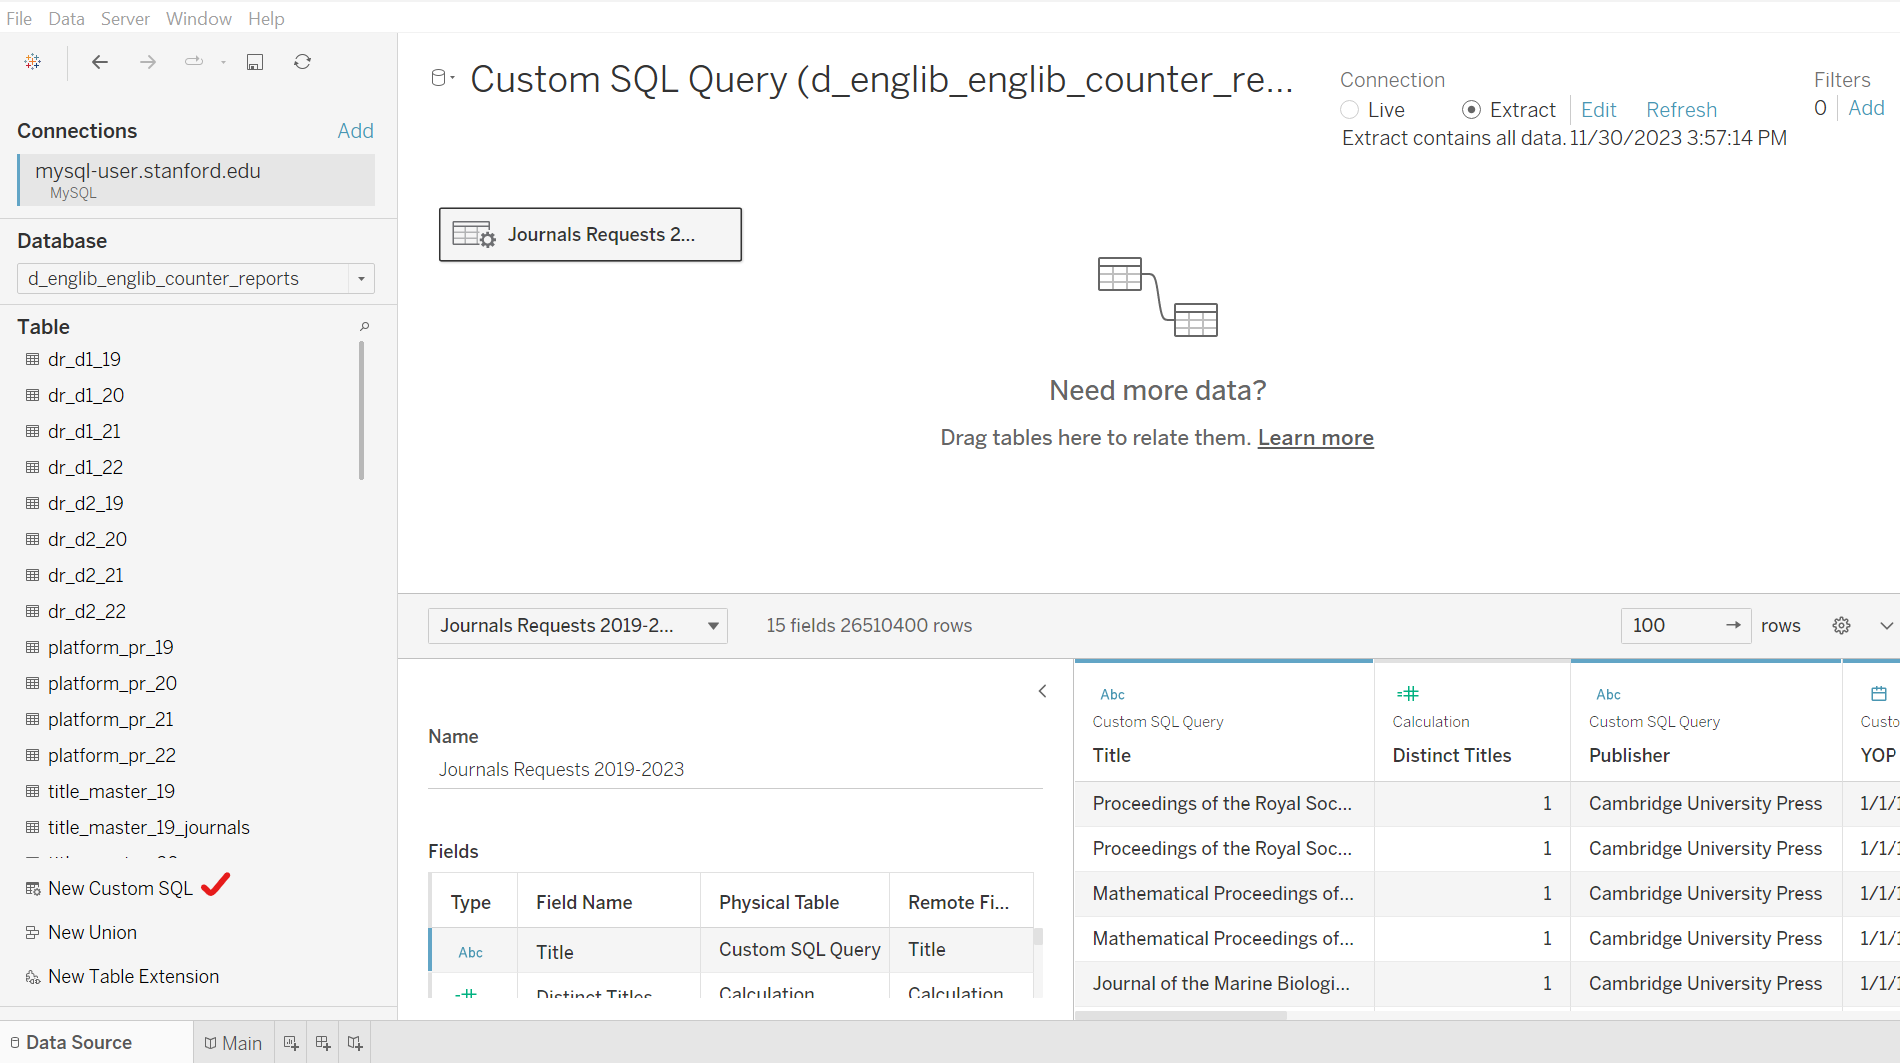 File Data Server Window Help
Connections Add
mysql-user.stanford.edu
MySQL
Database
d_englib_englib_counter_reports
Table
dr_d1_19
dr_d1_20
dr_d1_21
dr_d1_22
dr_d2_19
dr_d2_20
dr_d2_21
dr_d2_22
platform_pr_19
platform_pr_20
platform_pr_21
platform_pr_22
title_master_19
title_master_19_journals
New Custom SQL
New Union
New Table Extension
Custom SQL Query (d_englib_englib_counter_re...
Connection
Live Extract Edit Refresh
Extract contains all data. 11/30/2023 3:57:14 PM
Filters
0 Add
Journals Requests 2...
Need more data?
Drag tables here to relate them. Learn more
Journals Requests 2019-2... 15 fields 26510400 rows 100 rows
Name
Journals Requests 2019-2023
Fields
Type Field Name Physical Table Remote Fi...
Abc Title Custom SQL Query Title
Distinct Titles Calculation Calculation
Abc Abc
Custom SQL Query Calculation Custom SQL Query Custo
Title Distinct Titles Publisher YOP
Proceedings of the Royal Soc... 1 Cambridge University Press 1/1/1
Proceedings of the Royal Soc... 1 Cambridge University Press 1/1/1
Mathematical Proceedings of... 1 Cambridge University Press 1/1/1
Mathematical Proceedings of... 1 Cambridge University Press 1/1/1
Journal of the Marine Biologi... 1 Cambridge University Press 1/1/1
Data Source Main